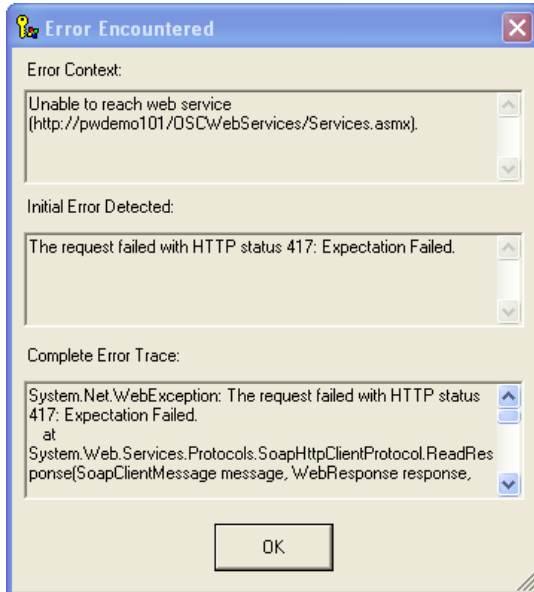 Error Encountered
Error Context:
Unable to reach web service
(http://pwdemo101/OSCWebServices/Services.asmx).
Initial Error Detected:
The request failed with HTTP status 417: Expectation Failed.
Complete Error Trace:
System.Net.WebException: The request failed with HTTP status
417: Expectation Failed.
at
System.Web.Services.Protocols.SoapHttpClientProtocol.ReadRes
ponse(SoapClientMessage message, WebResponse response,
OK